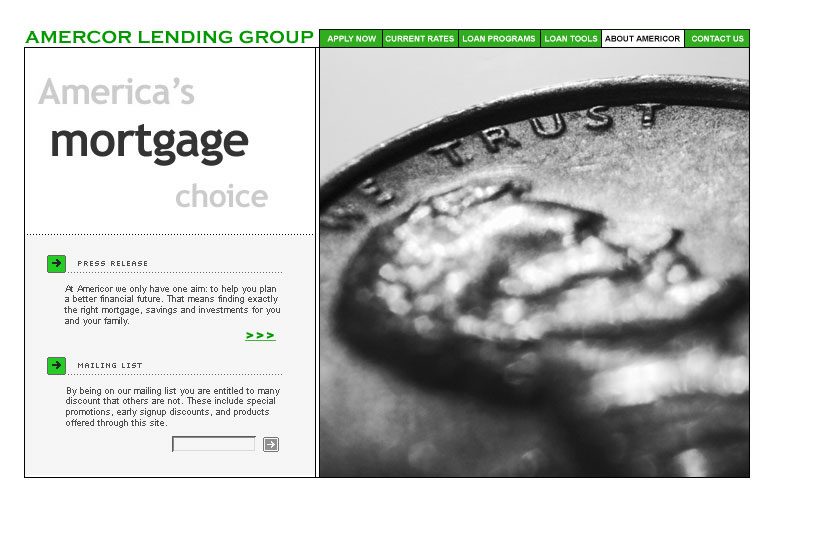 AMERCOR LENDING GROUP
APPLY NOW
CURRENT RATES
LOAN PROGRAMS
LOAN TOOLS
ABOUT AMERICOR
CONTACT US
America's
mortgage
choice
WE TRUST
PRESS RELEASE
At Americor we only have one aim: to help you plan
a better financial future. That means finding exactly
the right mortgage, savings and investments for you
and your family.
>>>
MAILING LIST
By being on our mailing list you are entitled to many
discount that others are not. These include special
promotions, early signup discounts, and products
offered through this site.